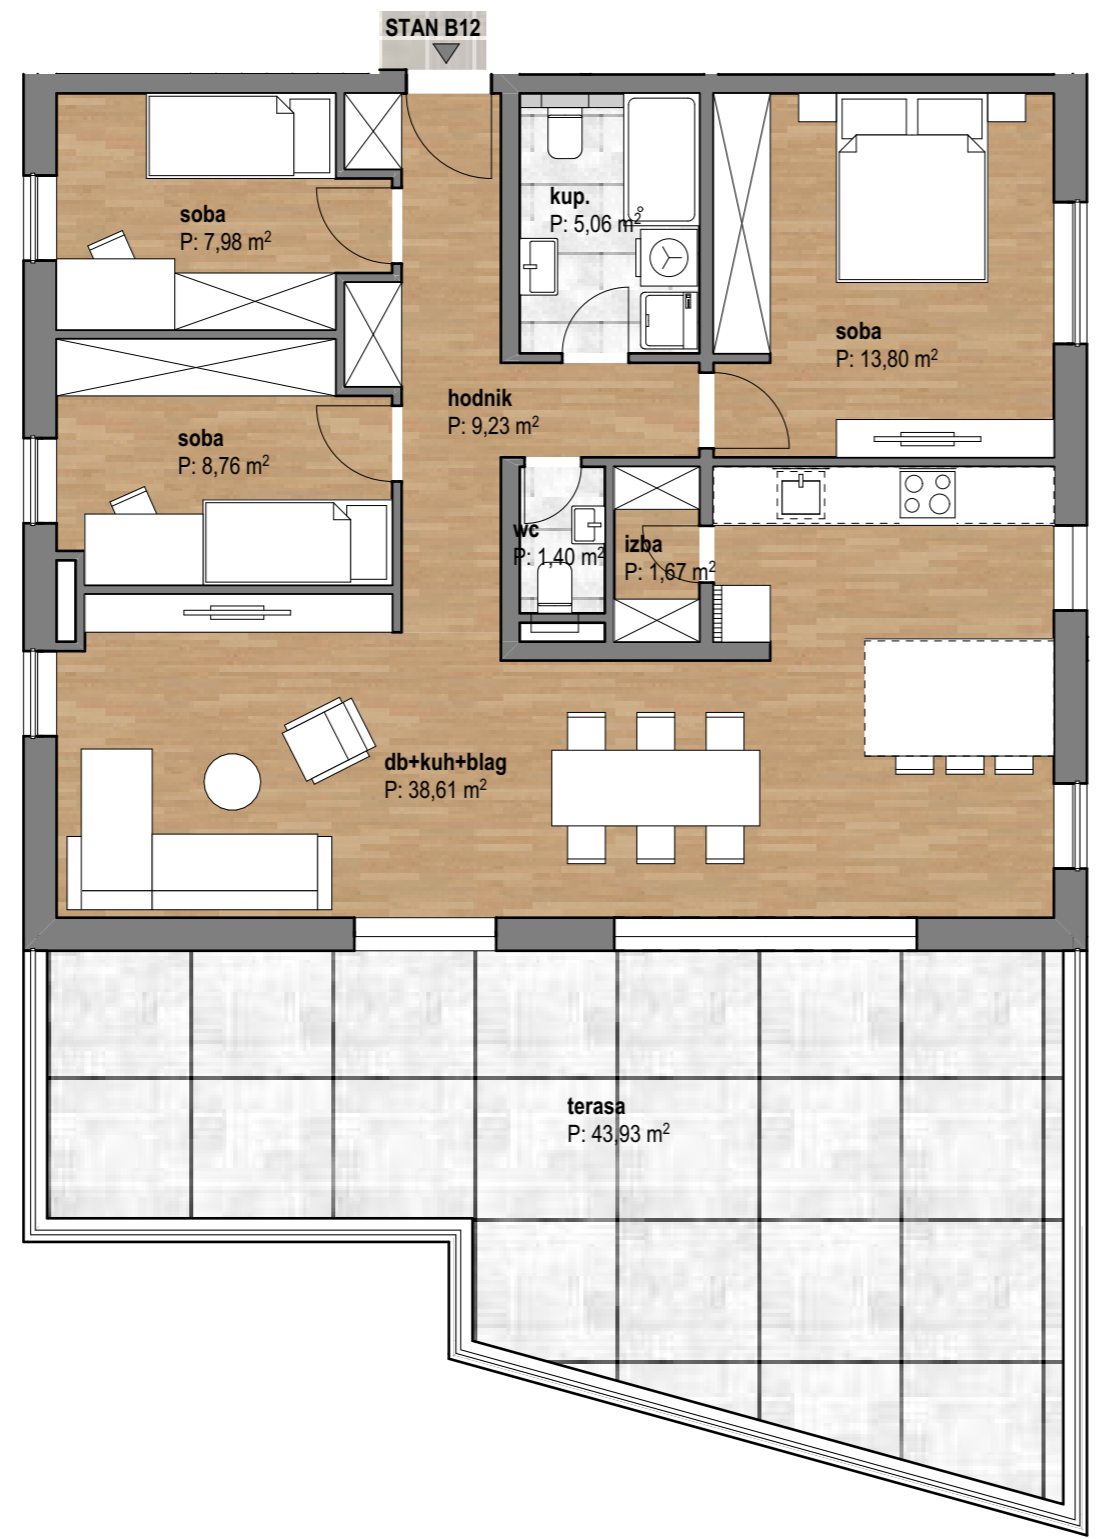 STAN B12
soba
P: 7,98 m²
kup.
P: 5,06 m²
soba
P: 13,80 m²
hodnik
P: 9,23 m²
soba
P: 8,76 m²
wc
P: 1,40 m²
izba
P: 1,67 m²
db+kuh+blag
P: 38,61 m²
terasa
P: 43,93 m²